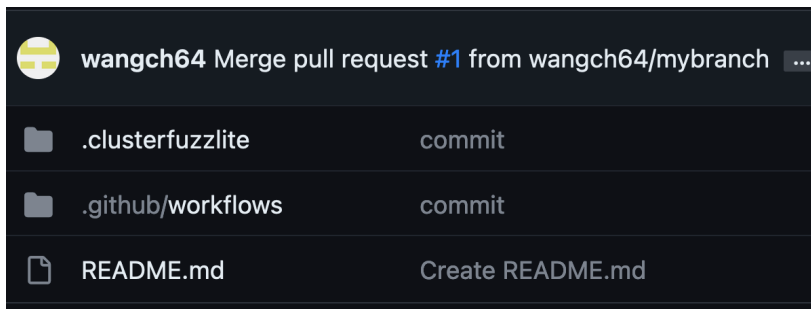 wangch64 Merge pull request #1 from wangch64/mybranch ...
.clusterfuzzlite commit
.github/workflows commit
README.md Create README.md